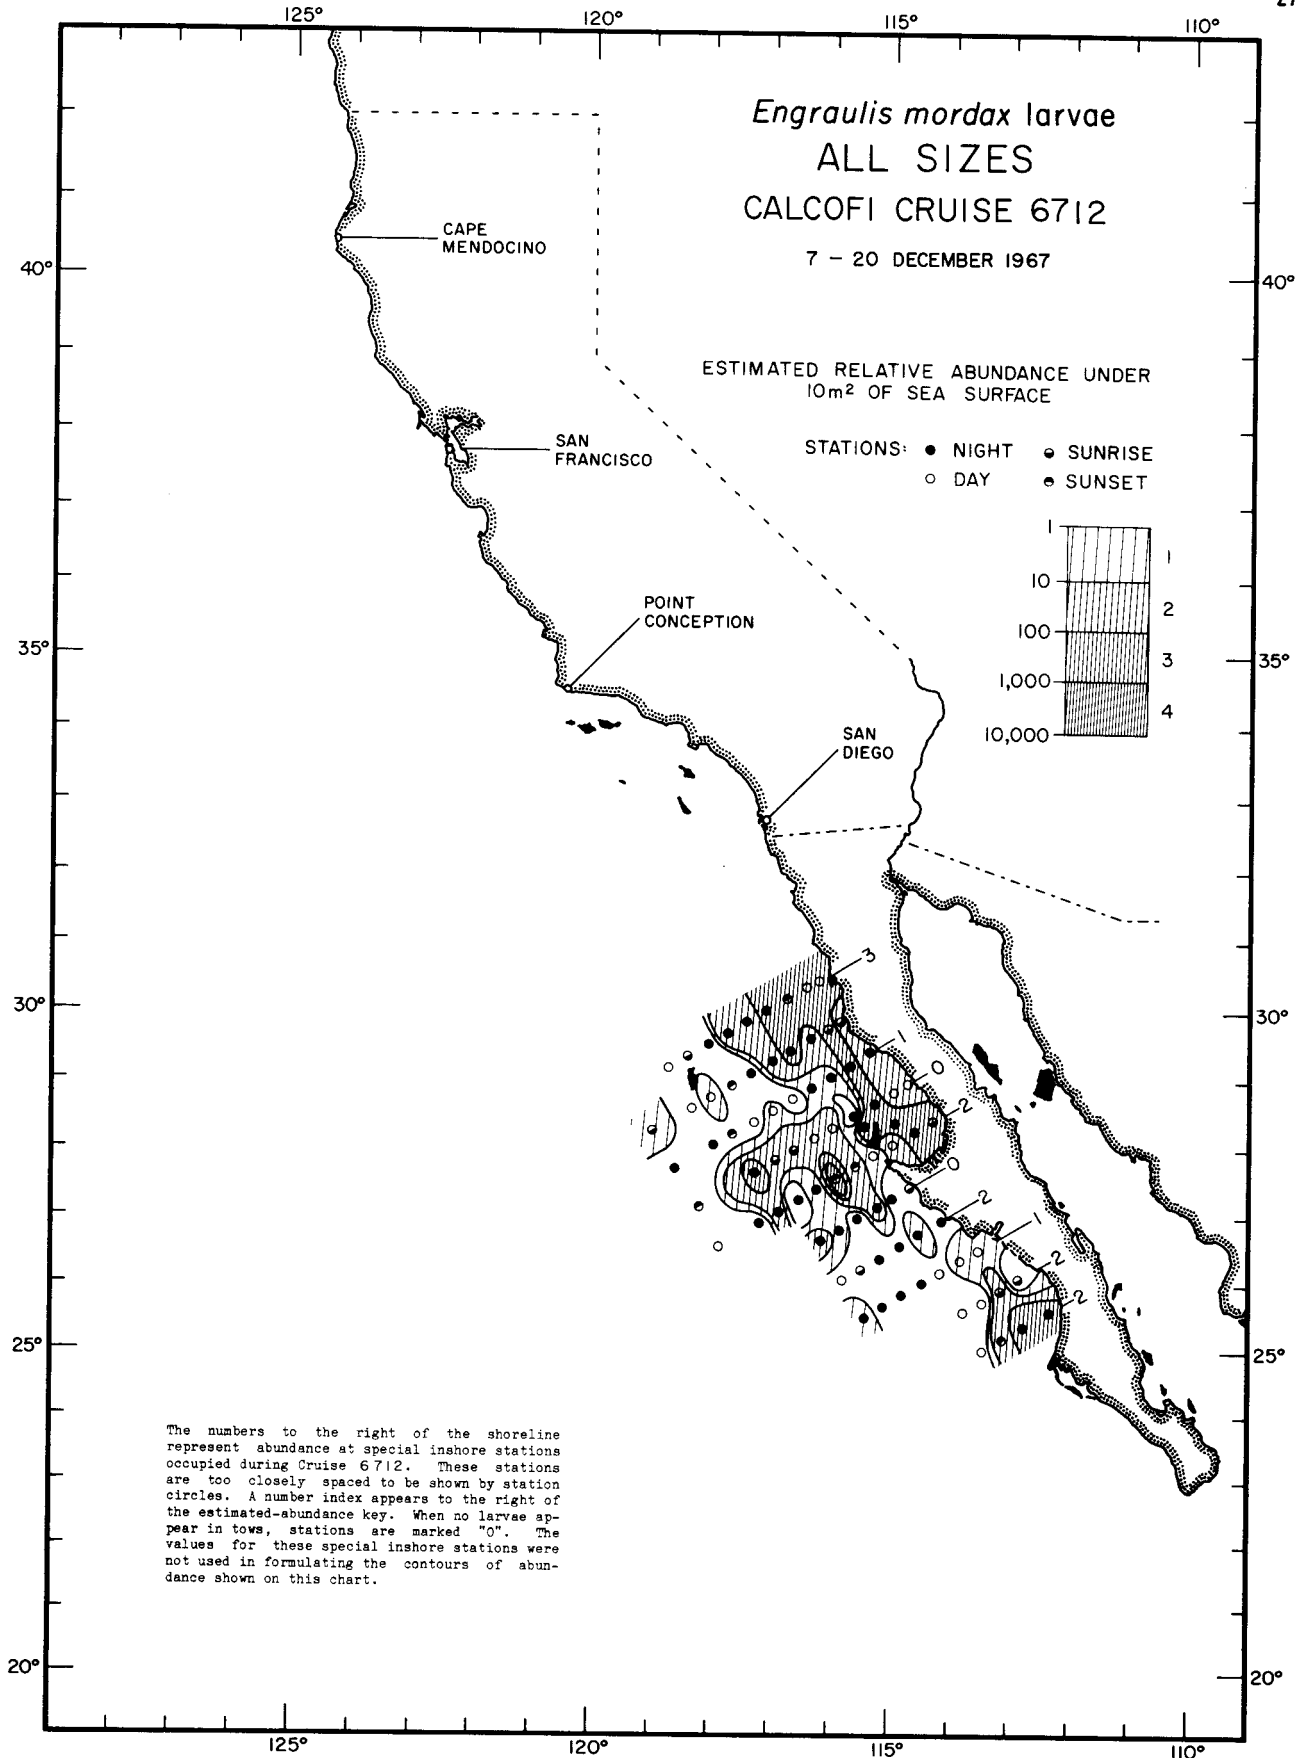 125° 120° 115° 110°
Engraulis mordax larvae
ALL SIZES
CALCOFI CRUISE 6712
7 – 20 DECEMBER 1967
CAPE
MENDOCINO
40° 40°
ESTIMATED RELATIVE ABUNDANCE UNDER
10m² OF SEA SURFACE
STATIONS: ● NIGHT SUNRISE
○ DAY SUNSET
SAN
FRANCISCO
1
1
10
2
100
3
1,000
4
10,000
POINT
CONCEPTION
35° 35°
SAN
DIEGO
3
30° 30°
1
0
2
0
2
1
2
2
25° 25°
The numbers to the right of the shoreline
represent abundance at special inshore stations
occupied during Cruise 6712. These stations
are too closely spaced to be shown by station
circles. A number index appears to the right of
the estimated-abundance key. When no larvae ap-
pear in tows, stations are marked "0". The
values for these special inshore stations were
not used in formulating the contours of abun-
dance shown on this chart.
20° 20°
125° 120° 115° 110°